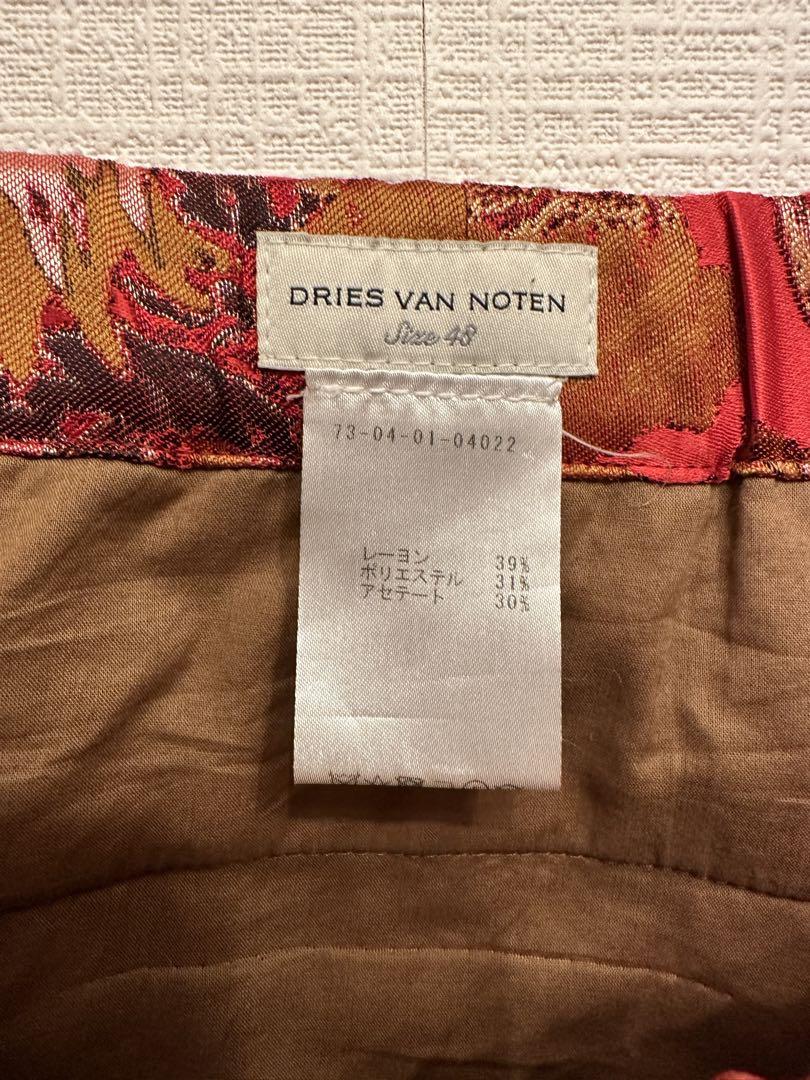 DRIES VAN NOTEN
Size 48
73-04-01-04022
レーヨン 39%
ポリエステル 31%
アセテート 30%